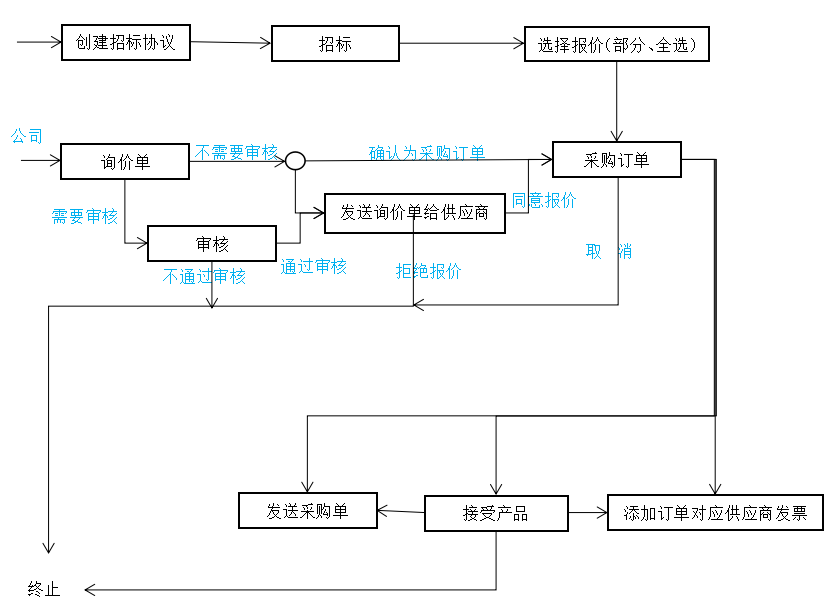 创建招标协议
招标
选择报价(部分、全选)
公司
询价单
不需要审核
确认为采购订单
采购订单
需要审核
发送询价单给供应商
同意报价
审核
通过审核
不通过审核
拒绝报价
取 消
发送采购单
接受产品
添加订单对应供应商发票
终止